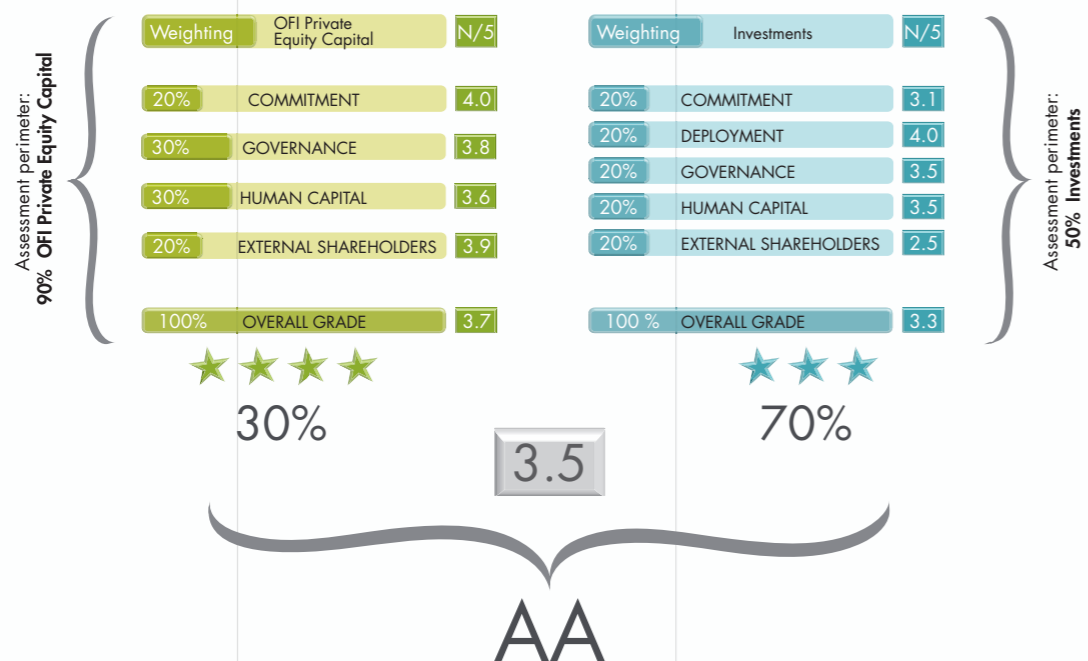 Assessment perimeter:
90% OFI Private Equity Capital
Weighting OFI Private
Equity Capital N/5
20% COMMITMENT 4.0
30% GOVERNANCE 3.8
30% HUMAN CAPITAL 3.6
20% EXTERNAL SHAREHOLDERS 3.9
100% OVERALL GRADE 3.7
30%
Weighting Investments N/5
20% COMMITMENT 3.1
20% DEPLOYMENT 4.0
20% GOVERNANCE 3.5
20% HUMAN CAPITAL 3.5
20% EXTERNAL SHAREHOLDERS 2.5
100 % OVERALL GRADE 3.3
70%
Assessment perimeter:
50% Investments
3.5
AA